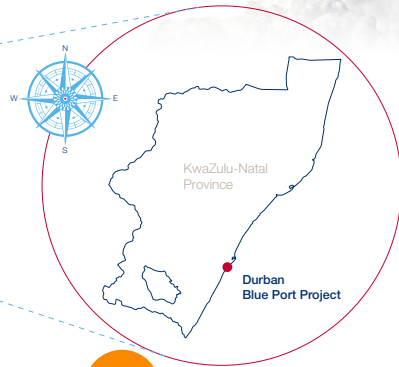 N
W E
S
KwaZulu-Natal
Province
Durban
Blue Port Project